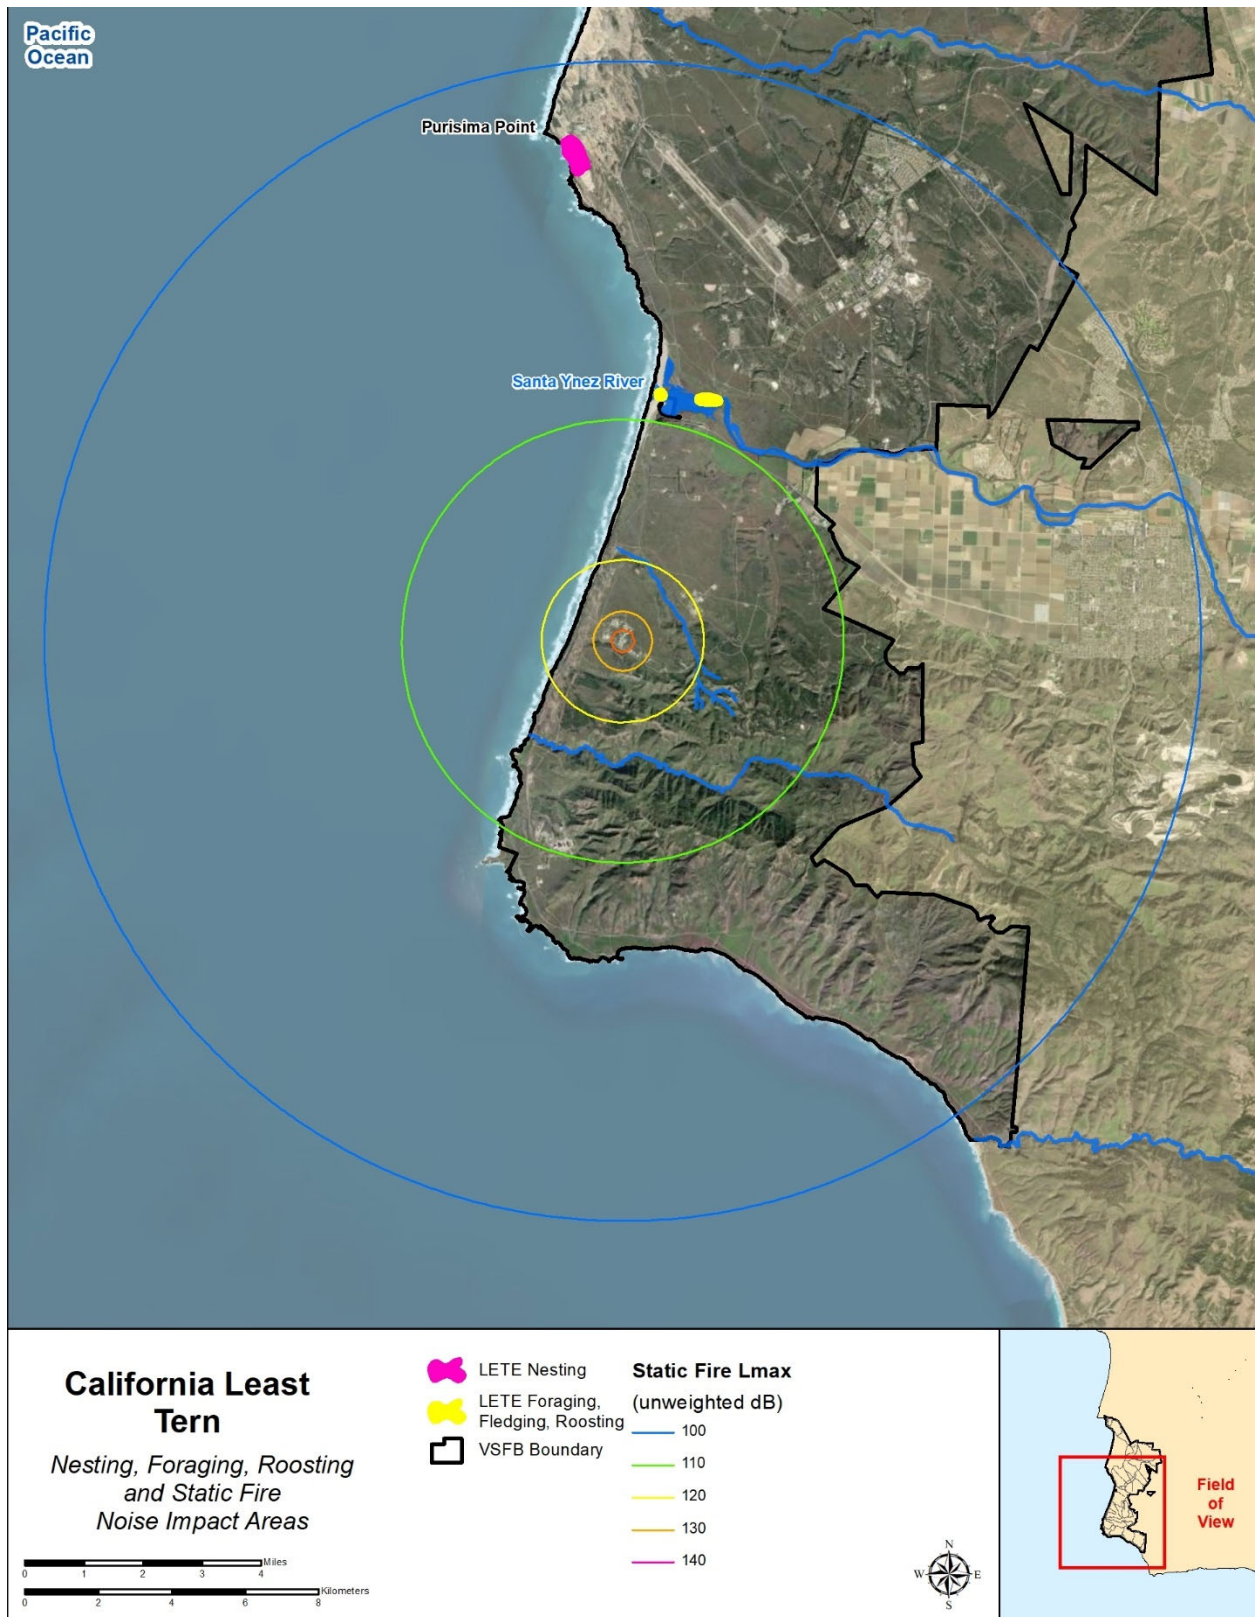 Pacific
Ocean
Purisima Point
Santa Ynez River
California Least
Tern
Nesting, Foraging, Roosting
and Static Fire
Noise Impact Areas
0 1 2 3 4 Miles
0 2 4 6 8 Kilometers
LETE Nesting
LETE Foraging,
Fledging, Roosting
VSFB Boundary
Static Fire Lmax
(unweighted dB)
100
110
120
130
140
N
W E
S
Field
of
View